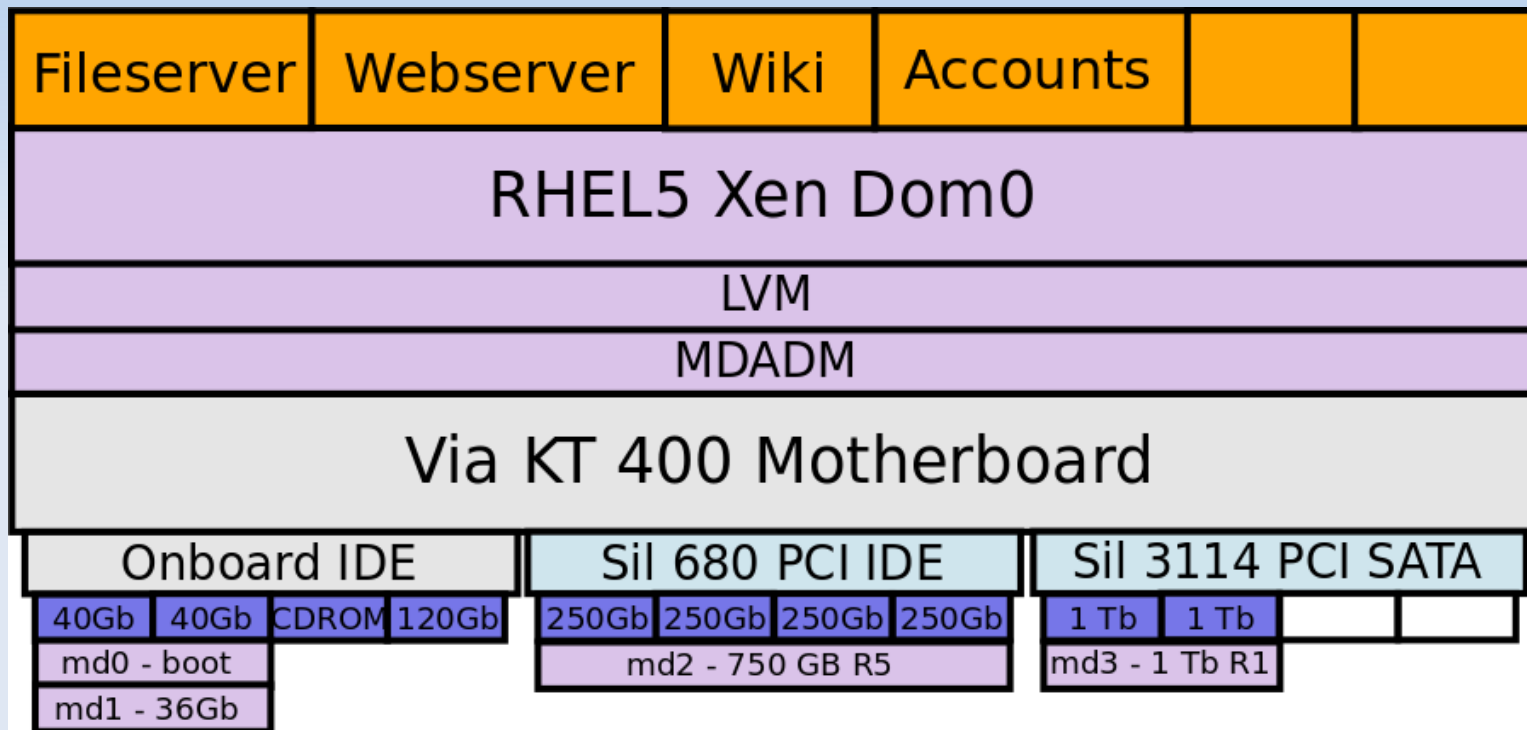 Fileserver Webserver Wiki Accounts
RHEL5 Xen Dom0
LVM
MDADM
Via KT 400 Motherboard
Onboard IDE Sil 680 PCI IDE Sil 3114 PCI SATA
40Gb 40Gb CDROM 120Gb 250Gb 250Gb 250Gb 250Gb 1 Tb 1 Tb
md0 - boot md2 - 750 GB R5 md3 - 1 Tb R1
md1 - 36Gb